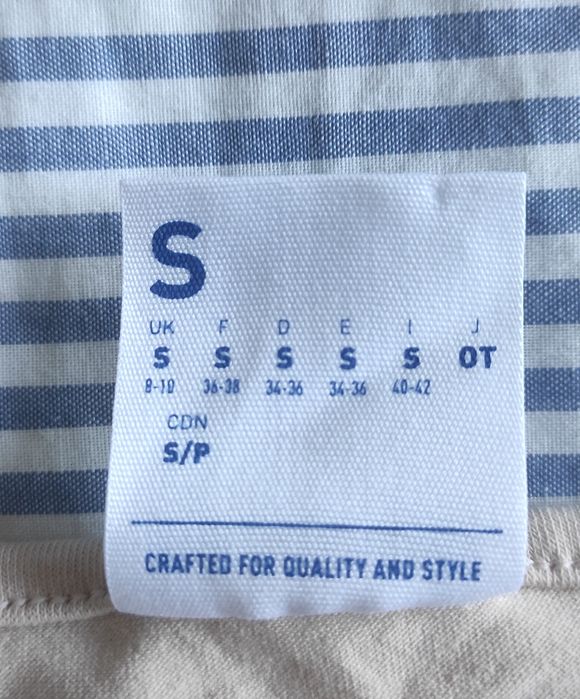 S
UK F D E I J
S S S S S OT
8-10 36-38 34-36 34-36 40-42
CDN
S/P
CRAFTED FOR QUALITY AND STYLE